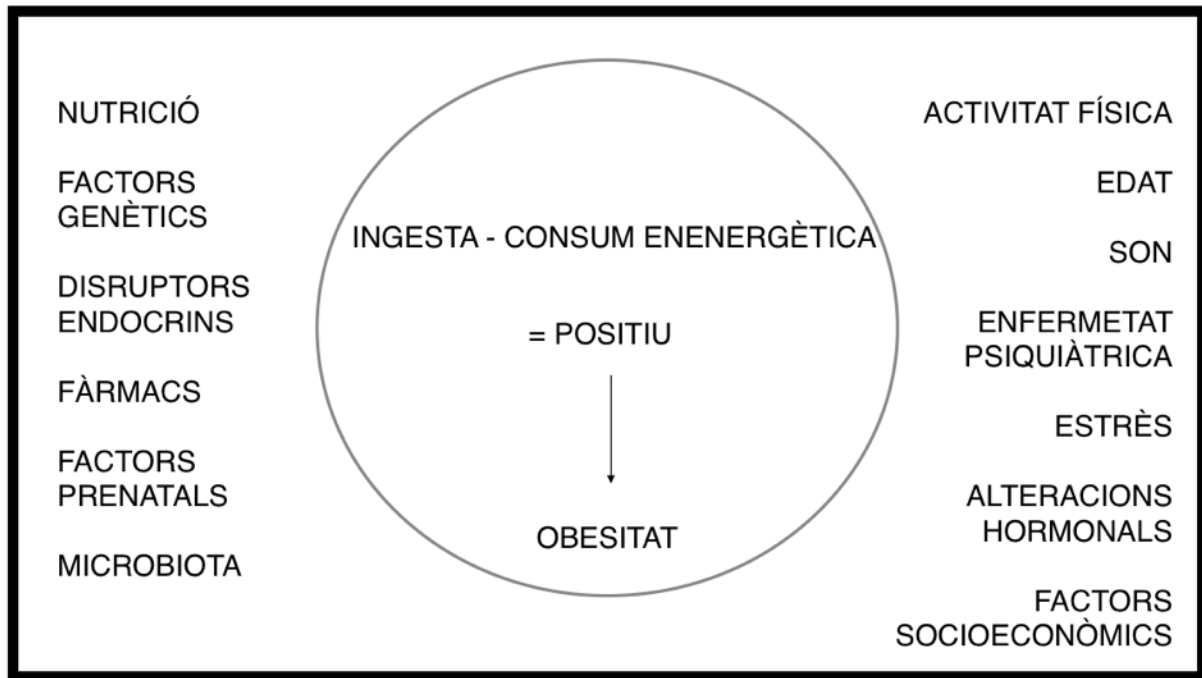 NUTRICIÓ
FACTORS
GENÈTICS
DISRUPTORS
ENDOCRINS
FÀRMACS
FACTORS
PRENATALS
MICROBIOTA
INGESTA - CONSUM ENENERGÈTICA
= POSITIU
OBESITAT
ACTIVITAT FÍSICA
EDAT
SON
ENFERMETAT
PSIQUIÀTRICA
ESTRÈS
ALTERACIONS
HORMONALS
FACTORS
SOCIOECONÒMICS